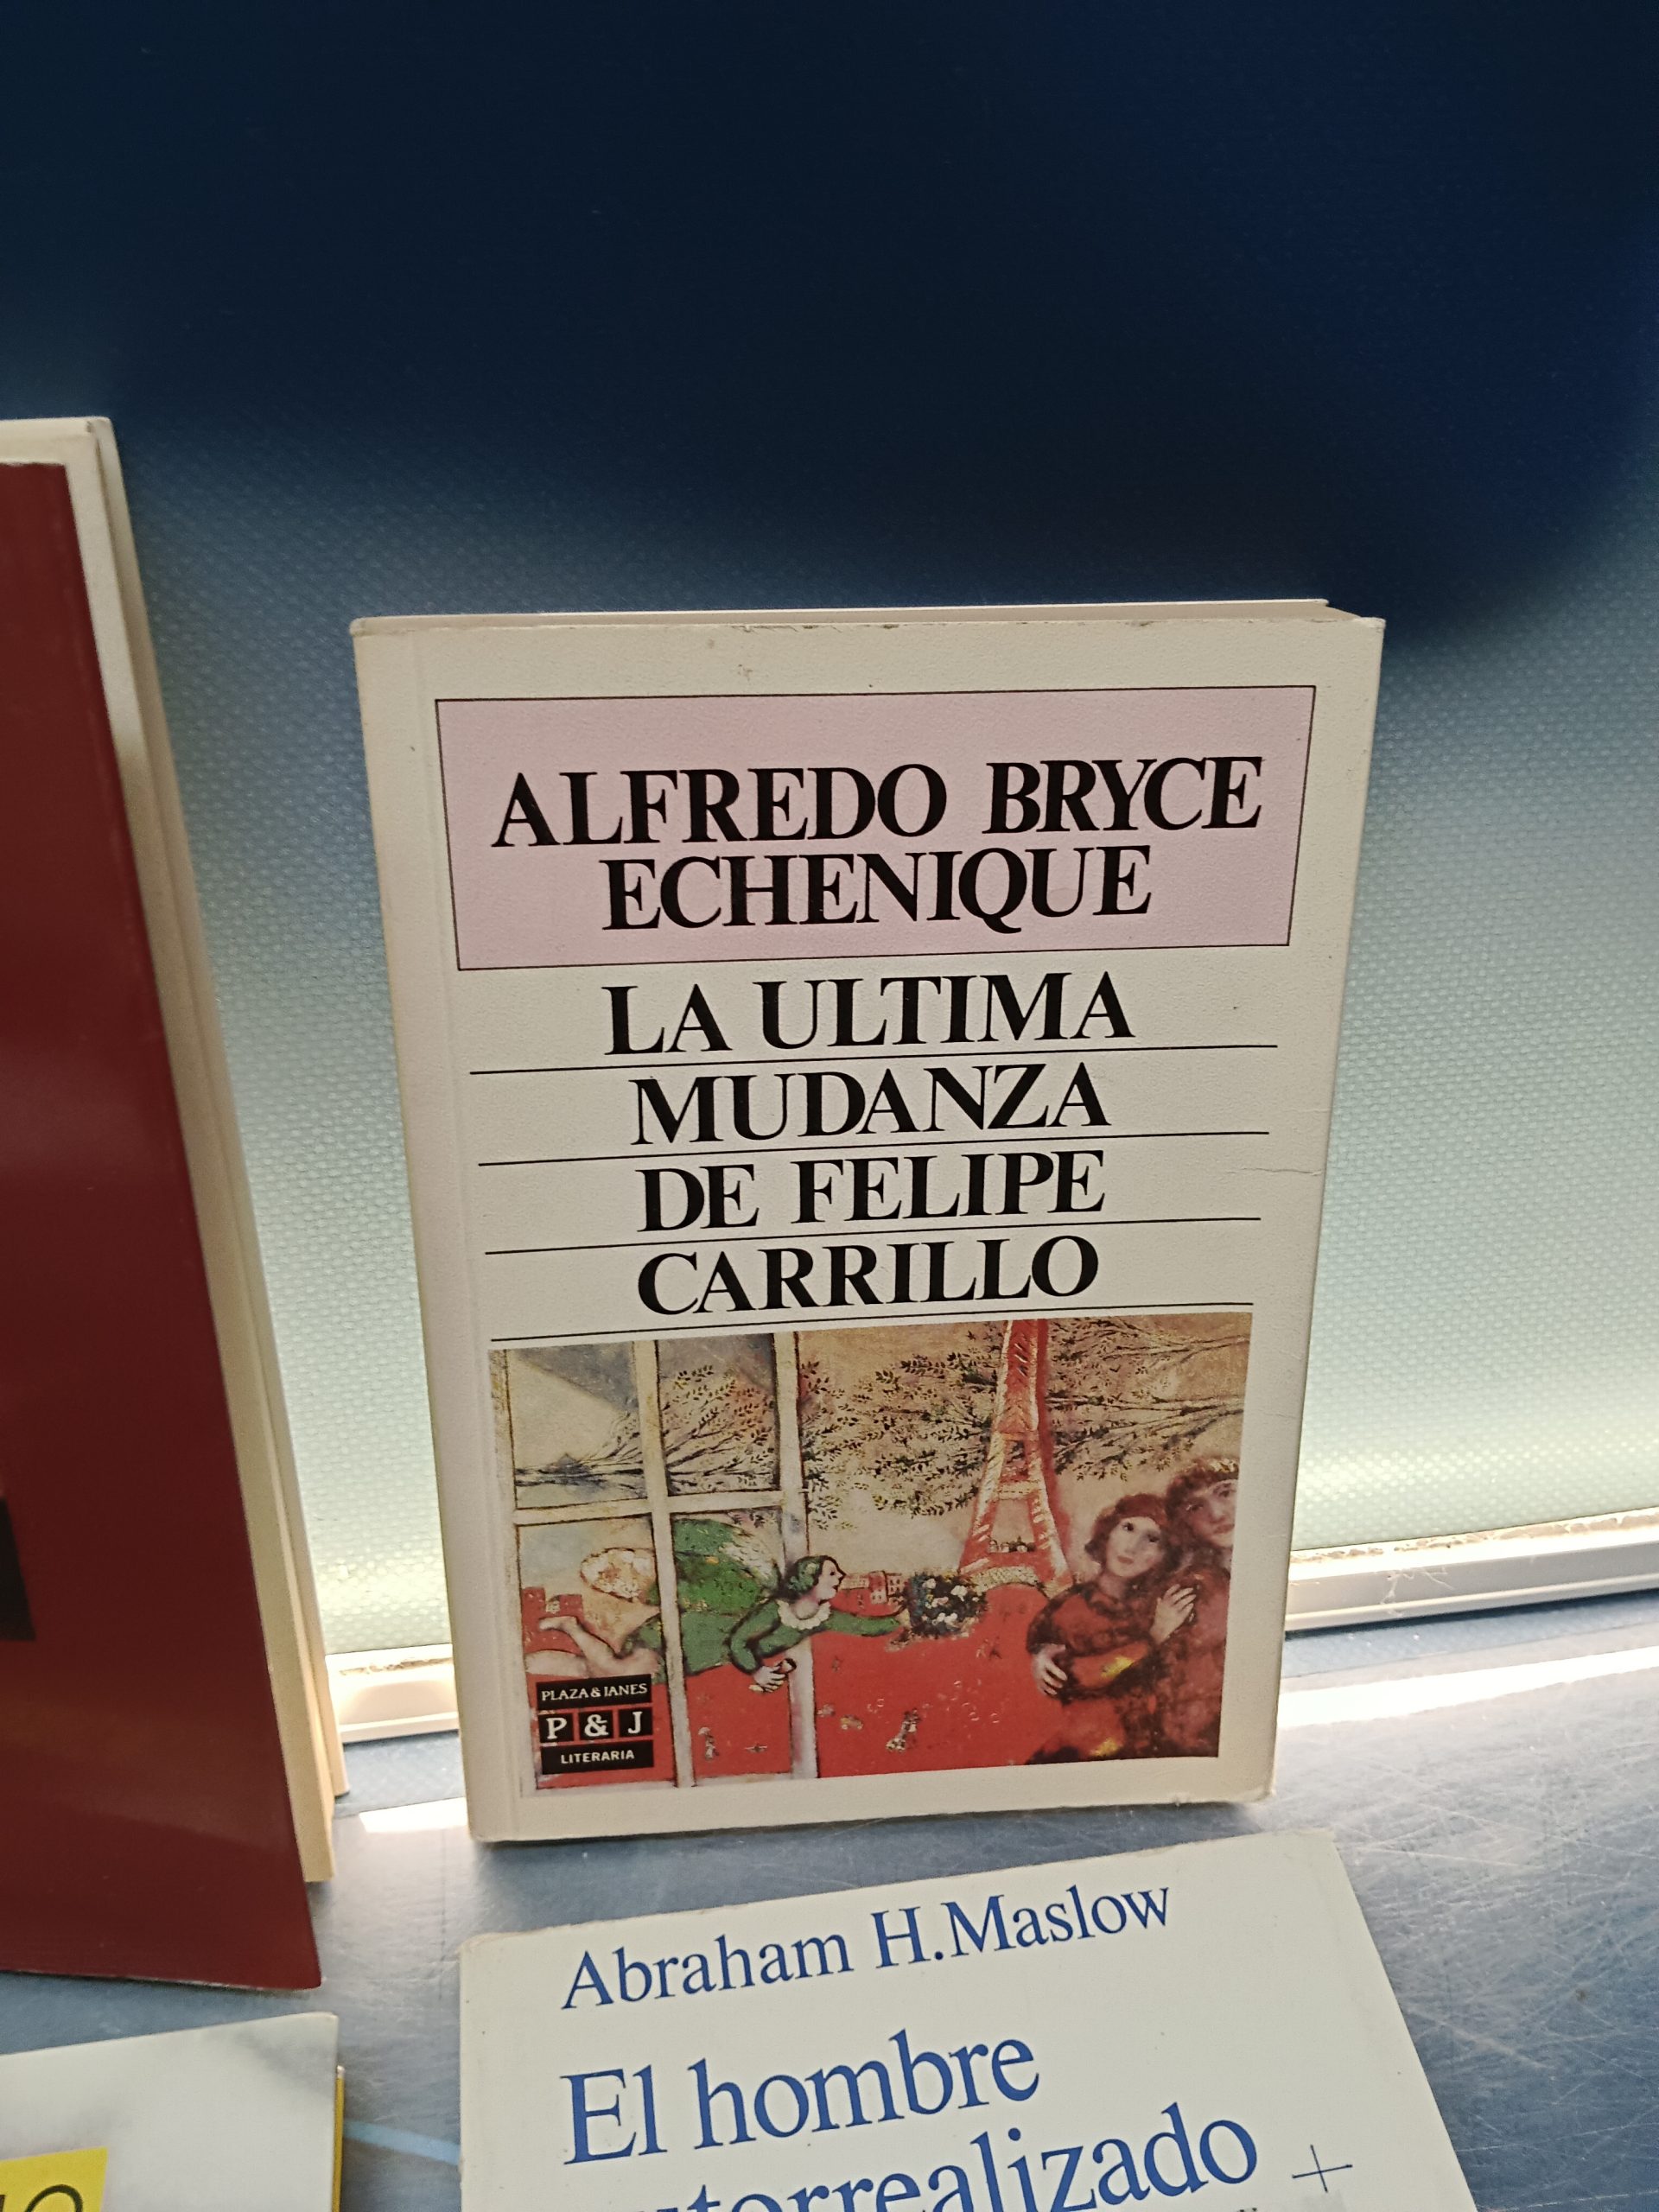 ALFREDO BRYCE
ECHENIQUE
LA ULTIMA
MUDANZA
DE FELIPE
CARRILLO
PLAZA & JANES
P & J
LITERARIA
Abraham H. Maslow
El hombre